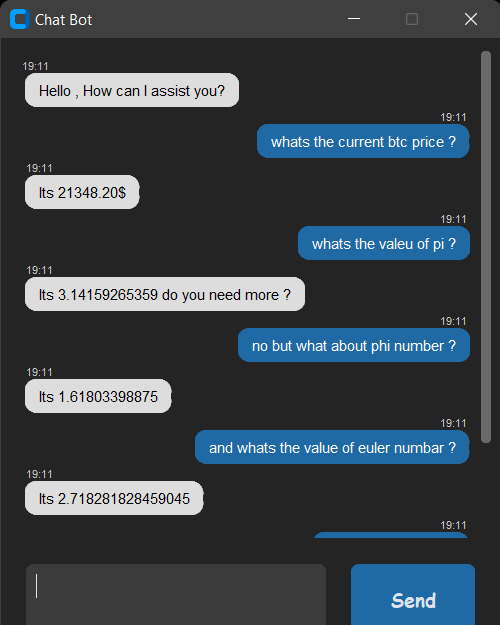 Chat Bot
19:11
Hello , How can I assist you?
19:11
whats the current btc price ?
19:11
Its 21348.20$
19:11
whats the valeu of pi ?
19:11
Its 3.14159265359 do you need more ?
19:11
no but what about phi number ?
19:11
Its 1.61803398875
19:11
and whats the value of euler numbar ?
19:11
Its 2.718281828459045
19:11
Send